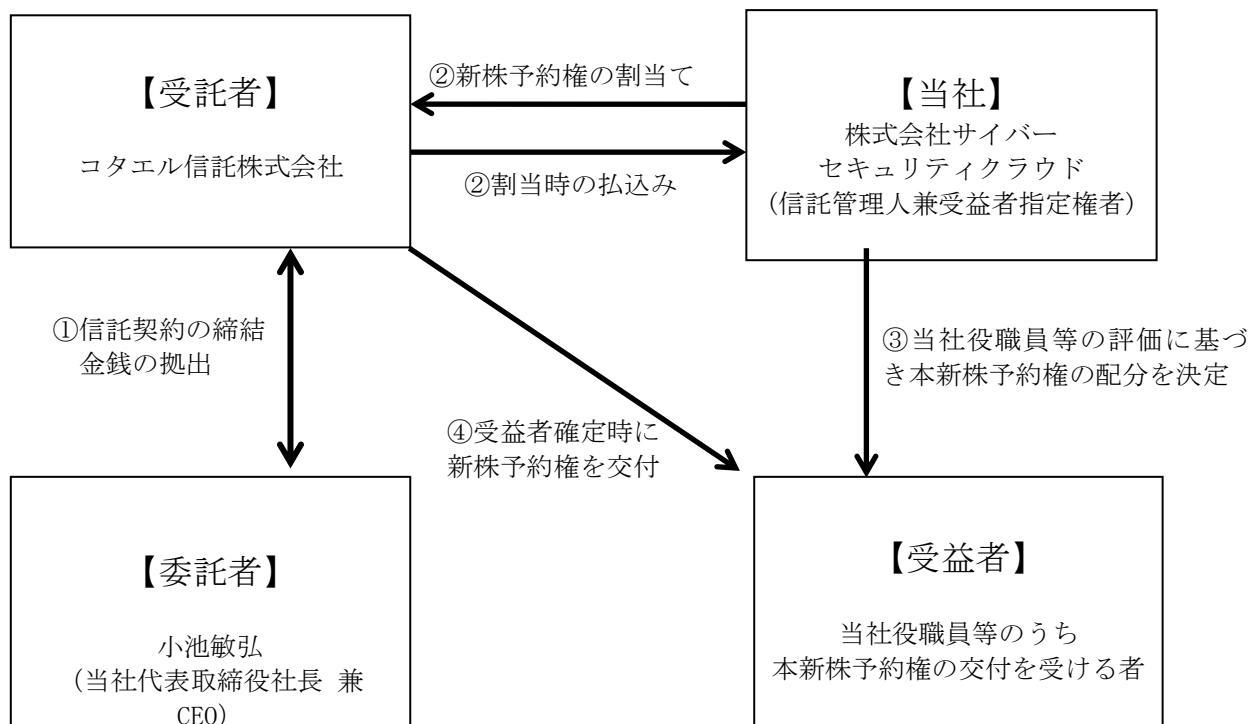 【受託者】
コタエル信託株式会社
②新株予約権の割当て
②割当時の払込み
【当社】
株式会社サイバー
セキュリティクラウド
(信託管理人兼受益者指定権者)
①信託契約の締結
金銭の拠出
③当社役職員等の評価に基づ
き本新株予約権の配分を決定
④受益者確定時に
新株予約権を交付
【委託者】
小池敏弘
(当社代表取締役社長 兼
CEO)
【受益者】
当社役職員等のうち
本新株予約権の交付を受ける者